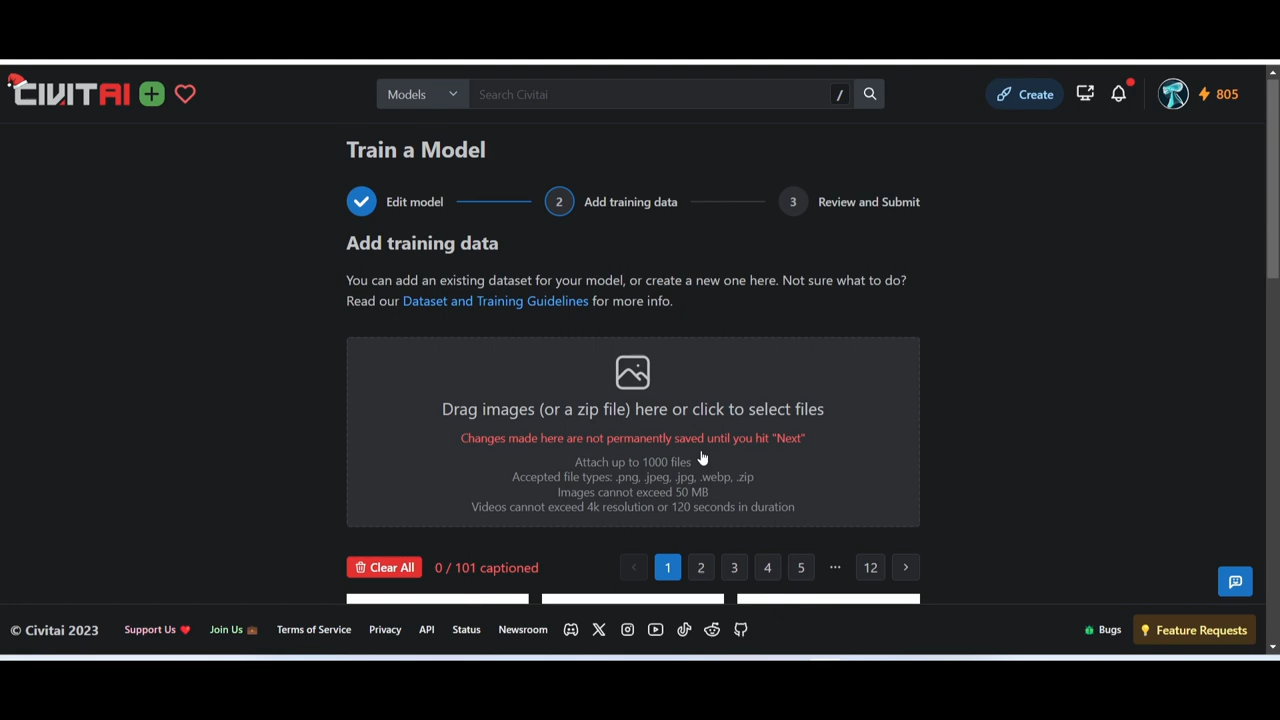 CIVITAI
Models
Search Civitai
/
Create
805
Train a Model
Edit model
2
Add training data
3
Review and Submit
Add training data
You can add an existing dataset for your model, or create a new one here. Not sure what to do?
Read our Dataset and Training Guidelines for more info.
Drag images (or a zip file) here or click to select files
Changes made here are not permanently saved until you hit "Next"
Attach up to 1000 files
Accepted file types: .png, .jpeg, .jpg, .webp, .zip
Images cannot exceed 50 MB
Videos cannot exceed 4k resolution or 120 seconds in duration
Clear All
0 / 101 captioned
< 1 2 3 4 5 ... 12 >
© Civitai 2023
Support Us
Join Us
Terms of Service
Privacy
API
Status
Newsroom
Bugs
Feature Requests